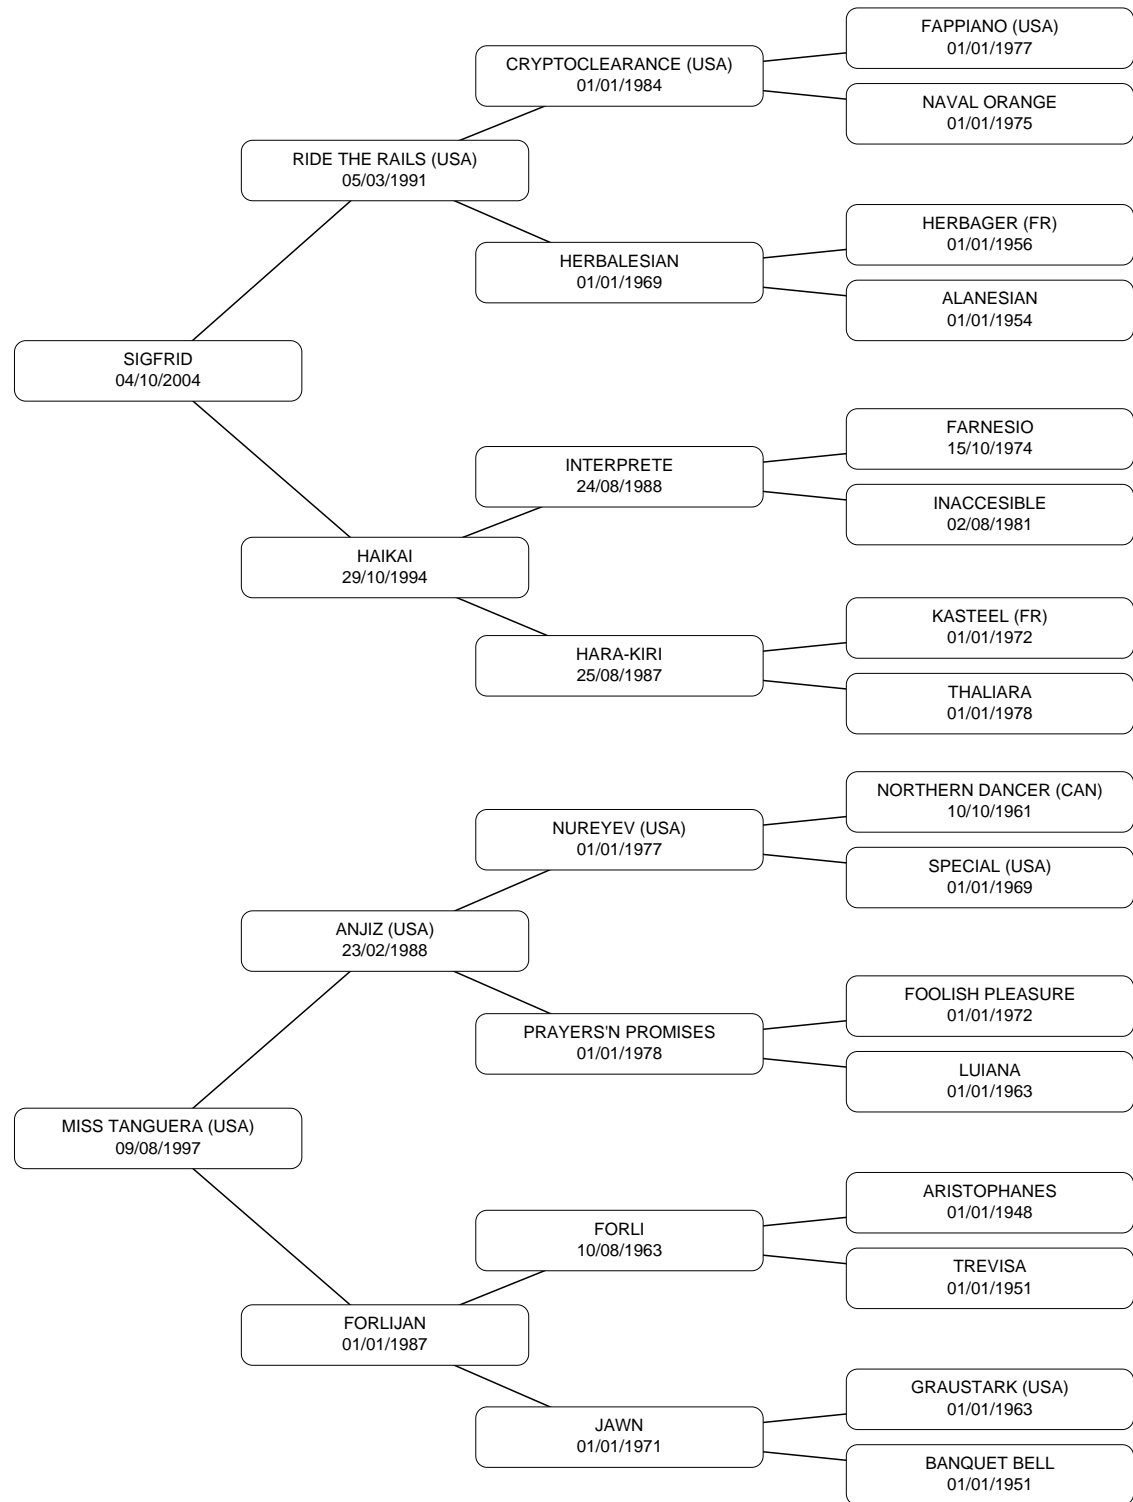 FAPPIANO (USA)
01/01/1977
CRYPTOCLEARANCE (USA)
01/01/1984
NAVAL ORANGE
01/01/1975
RIDE THE RAILS (USA)
05/03/1991
HERBAGER (FR)
01/01/1956
HERBALESIAN
01/01/1969
ALANESIAN
01/01/1954
SIGFRID
04/10/2004
FARNESIO
15/10/1974
INTERPRETE
24/08/1988
INACCESIBLE
02/08/1981
HAIKAI
29/10/1994
KASTEEL (FR)
01/01/1972
HARA-KIRI
25/08/1987
THALIARA
01/01/1978
NORTHERN DANCER (CAN)
10/10/1961
NUREYEV (USA)
01/01/1977
SPECIAL (USA)
01/01/1969
ANJIZ (USA)
23/02/1988
FOOLISH PLEASURE
01/01/1972
PRAYERS'N PROMISES
01/01/1978
LUIANA
01/01/1963
MISS TANGUERA (USA)
09/08/1997
ARISTOPHANES
01/01/1948
FORLI
10/08/1963
TREVISA
01/01/1951
FORLIJAN
01/01/1987
GRAUSTARK (USA)
01/01/1963
JAWN
01/01/1971
BANQUET BELL
01/01/1951